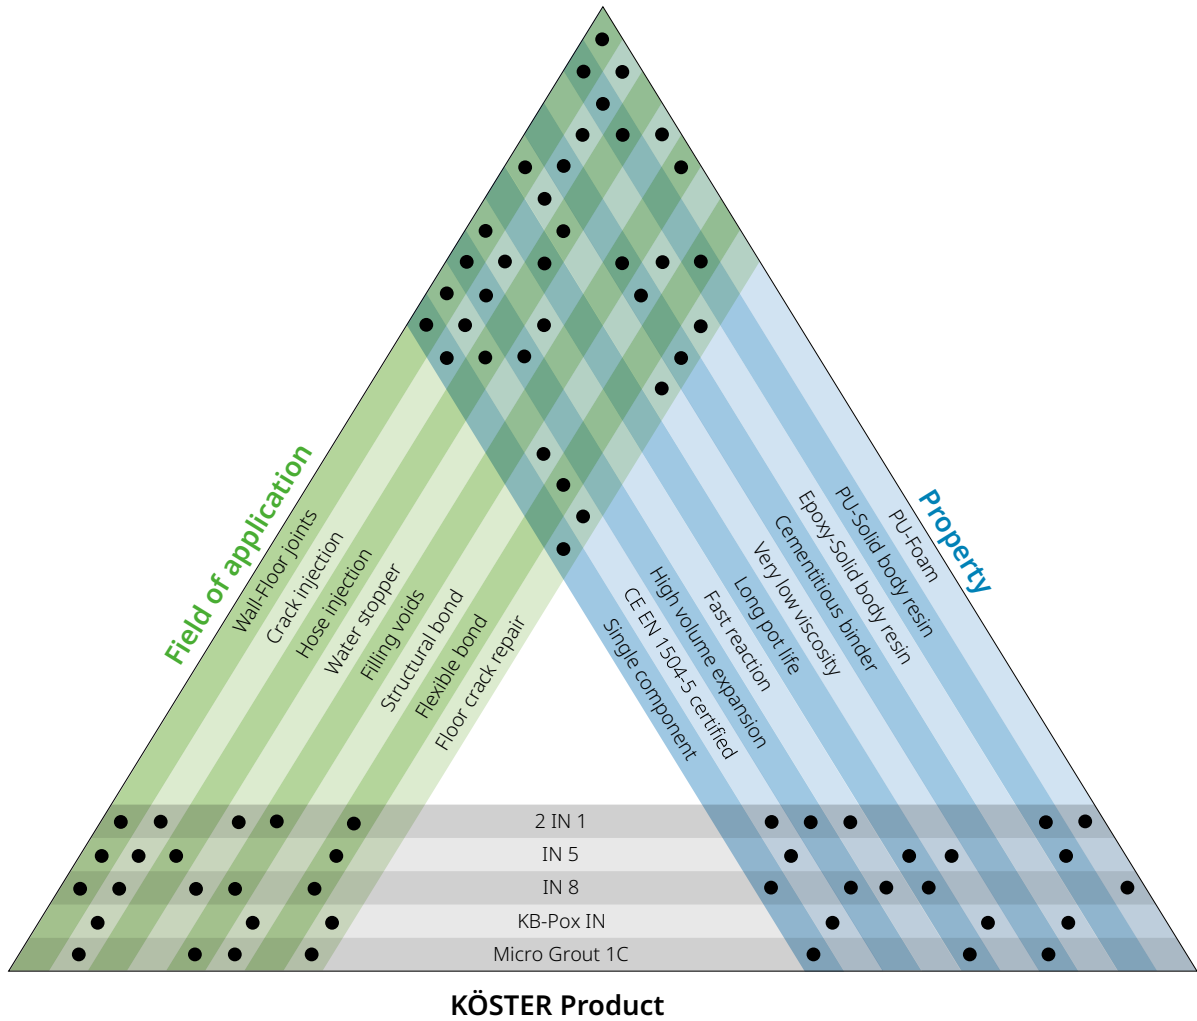 Field of application
Wall-Floor joints
Crack injection
Hose injection
Water stopper
Filling voids
Structural bond
Flexible bond
Floor crack repair
Property
PU-Foam
PU-Solid body resin
Epoxy-Solid body resin
Cementitious binder
Very low viscosity
Long pot life
Fast reaction
High volume expansion
CE EN 1504-5 certified
Single component
2 IN 1
IN 5
IN 8
KB-Pox IN
Micro Grout 1C
KÖSTER Product